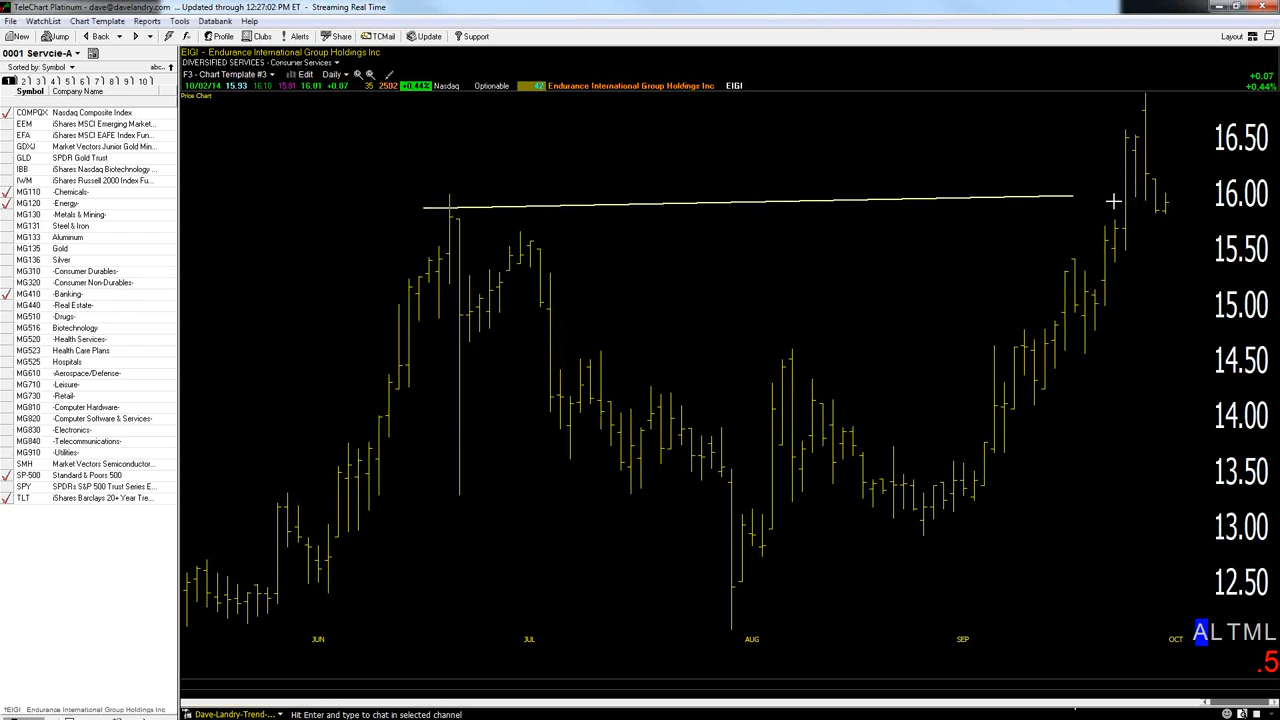 TeleChart Platinum - dave@davelandry.com ... Updated through 12:27:02 PM ET - Streaming Real Time
File WatchList Chart Template Reports Tools Databank Help
New Jump Back Profile Clubs Alerts Share TCMail Update Support Layout
0001 Servcie-A
Sorted by: Symbol abc..
1 2 3 4 5 6 7 8 9 10
Symbol Company Name
COMPQX Nasdaq Composite Index
EEM iShares MSCI Emerging Market...
EFA iShares MSCI EAFE Index Fun...
GDXJ Market Vectors Junior Gold Min...
GLD SPDR Gold Trust
IBB iShares Nasdaq Biotechnology ...
IWM iShares Russell 2000 Index Fu...
MG110 -Chemicals-
MG120 -Energy-
MG130 -Metals & Mining-
MG131 Steel & Iron
MG133 Aluminum
MG135 Gold
MG136 Silver
MG310 -Consumer Durables-
MG320 -Consumer Non-Durables-
MG410 -Banking-
MG440 -Real Estate-
MG510 -Drugs-
MG516 Biotechnology
MG520 -Health Services-
MG523 Health Care Plans
MG525 Hospitals
MG610 -Aerospace/Defense-
MG710 -Leisure-
MG730 -Retail-
MG810 -Computer Hardware-
MG820 -Computer Software & Services-
MG830 -Electronics-
MG840 -Telecommunications-
MG910 -Utilities-
SMH Market Vectors Semiconductor...
SP-500 Standard & Poors 500
SPY SPDRs S&P 500 Trust Series E...
TLT iShares Barclays 20+ Year Tre...
EIGI - Endurance International Group Holdings Inc
DIVERSIFIED SERVICES - Consuner Services
F3 - Chart Template #3 Edit Daily
10/02/14 15.93 16.10 15.81 16.01 +0.07 35 2502 +0.44% Nasdaq Optionable 42 Endurance International Group Holdings Inc EIGI
+0.07
+0.44%
Price Chart
16.50
16.00
15.50
15.00
14.50
14.00
13.50
13.00
12.50
ALTML
JUN JUL AUG SEP OCT
.5
EIGI Endurance International Group Holdings Inc
Dave-Landry-Trend-... Hit Enter and type to chat in selected channel